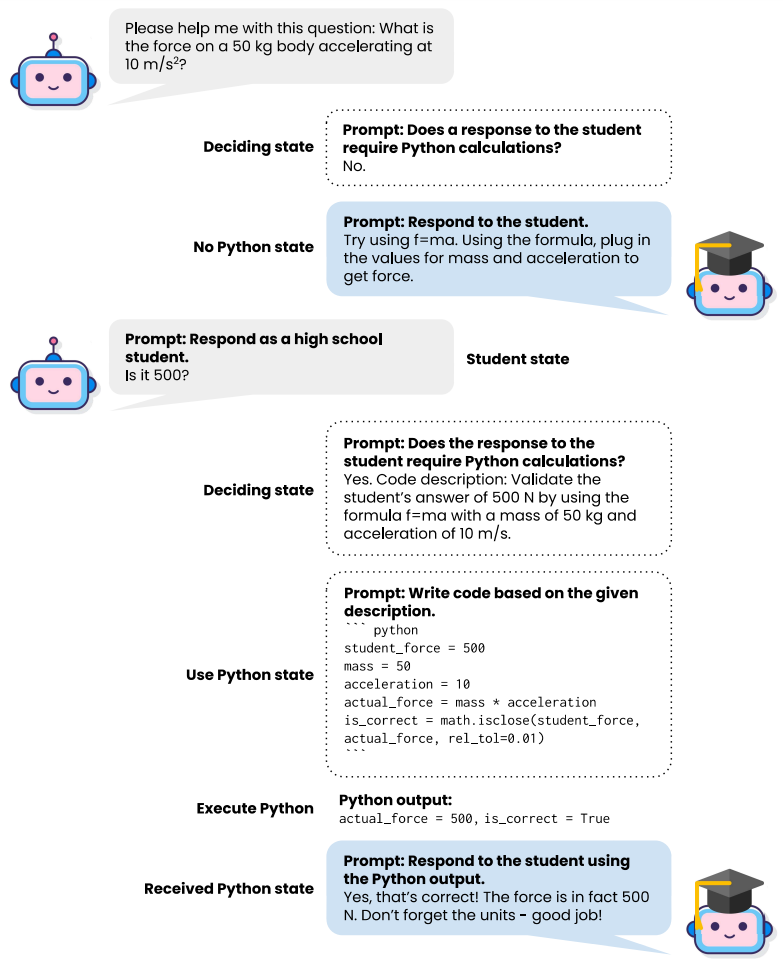 Please help me with this question: What is
the force on a 50 kg body accelerating at
10 m/s²?
Deciding state
Prompt: Does a response to the student
require Python calculations?
No.
No Python state
Prompt: Respond to the student.
Try using f=ma. Using the formula, plug in
the values for mass and acceleration to
get force.
Prompt: Respond as a high school
student.
Is it 500?
Student state
Deciding state
Prompt: Does the response to the
student require Python calculations?
Yes. Code description: Validate the
student's answer of 500 N by using the
formula f=ma with a mass of 50 kg and
acceleration of 10 m/s.
Use Python state
Prompt: Write code based on the given
description.
``` python
student_force = 500
mass = 50
acceleration = 10
actual_force = mass * acceleration
is_correct = math.isclose(student_force,
actual_force, rel_tol=0.01)
```
Execute Python
Python output:
actual_force = 500, is_correct = True
Received Python state
Prompt: Respond to the student using
the Python output.
Yes, that's correct! The force is in fact 500
N. Don't forget the units - good job!